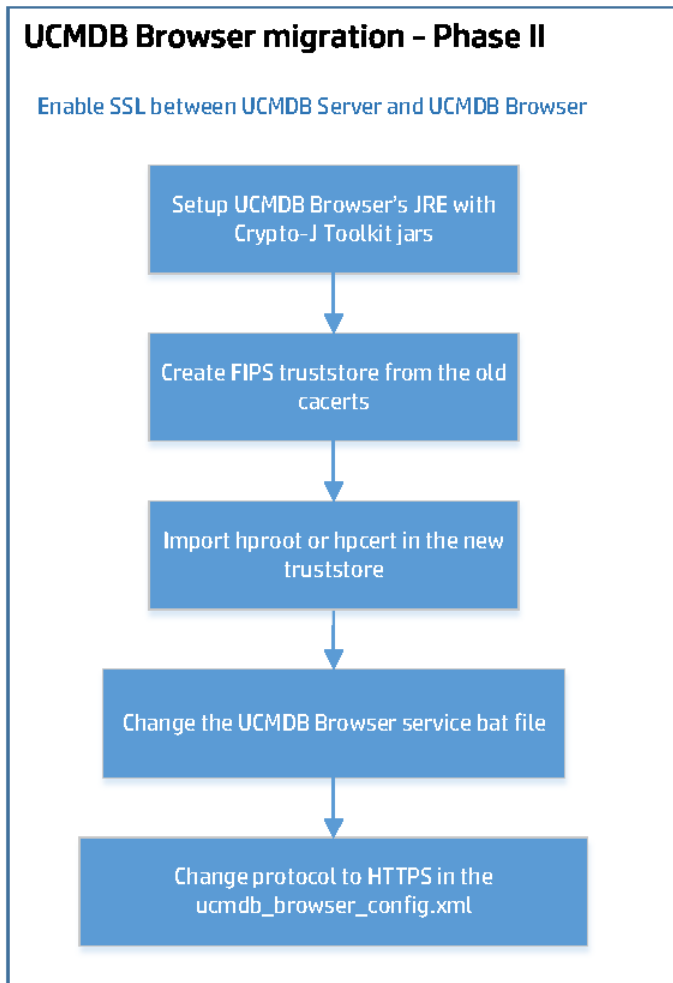 UCMDB Browser migration – Phase II
Enable SSL between UCMDB Server and UCMDB Browser
Setup UCMDB Browser's JRE with
Crypto-J Toolkit jars
Create FIPS truststore from the old
cacerts
Import hproot or hpcert in the new
truststore
Change the UCMDB Browser service bat file
Change protocol to HTTPS in the
ucmdb_browser_config.xml